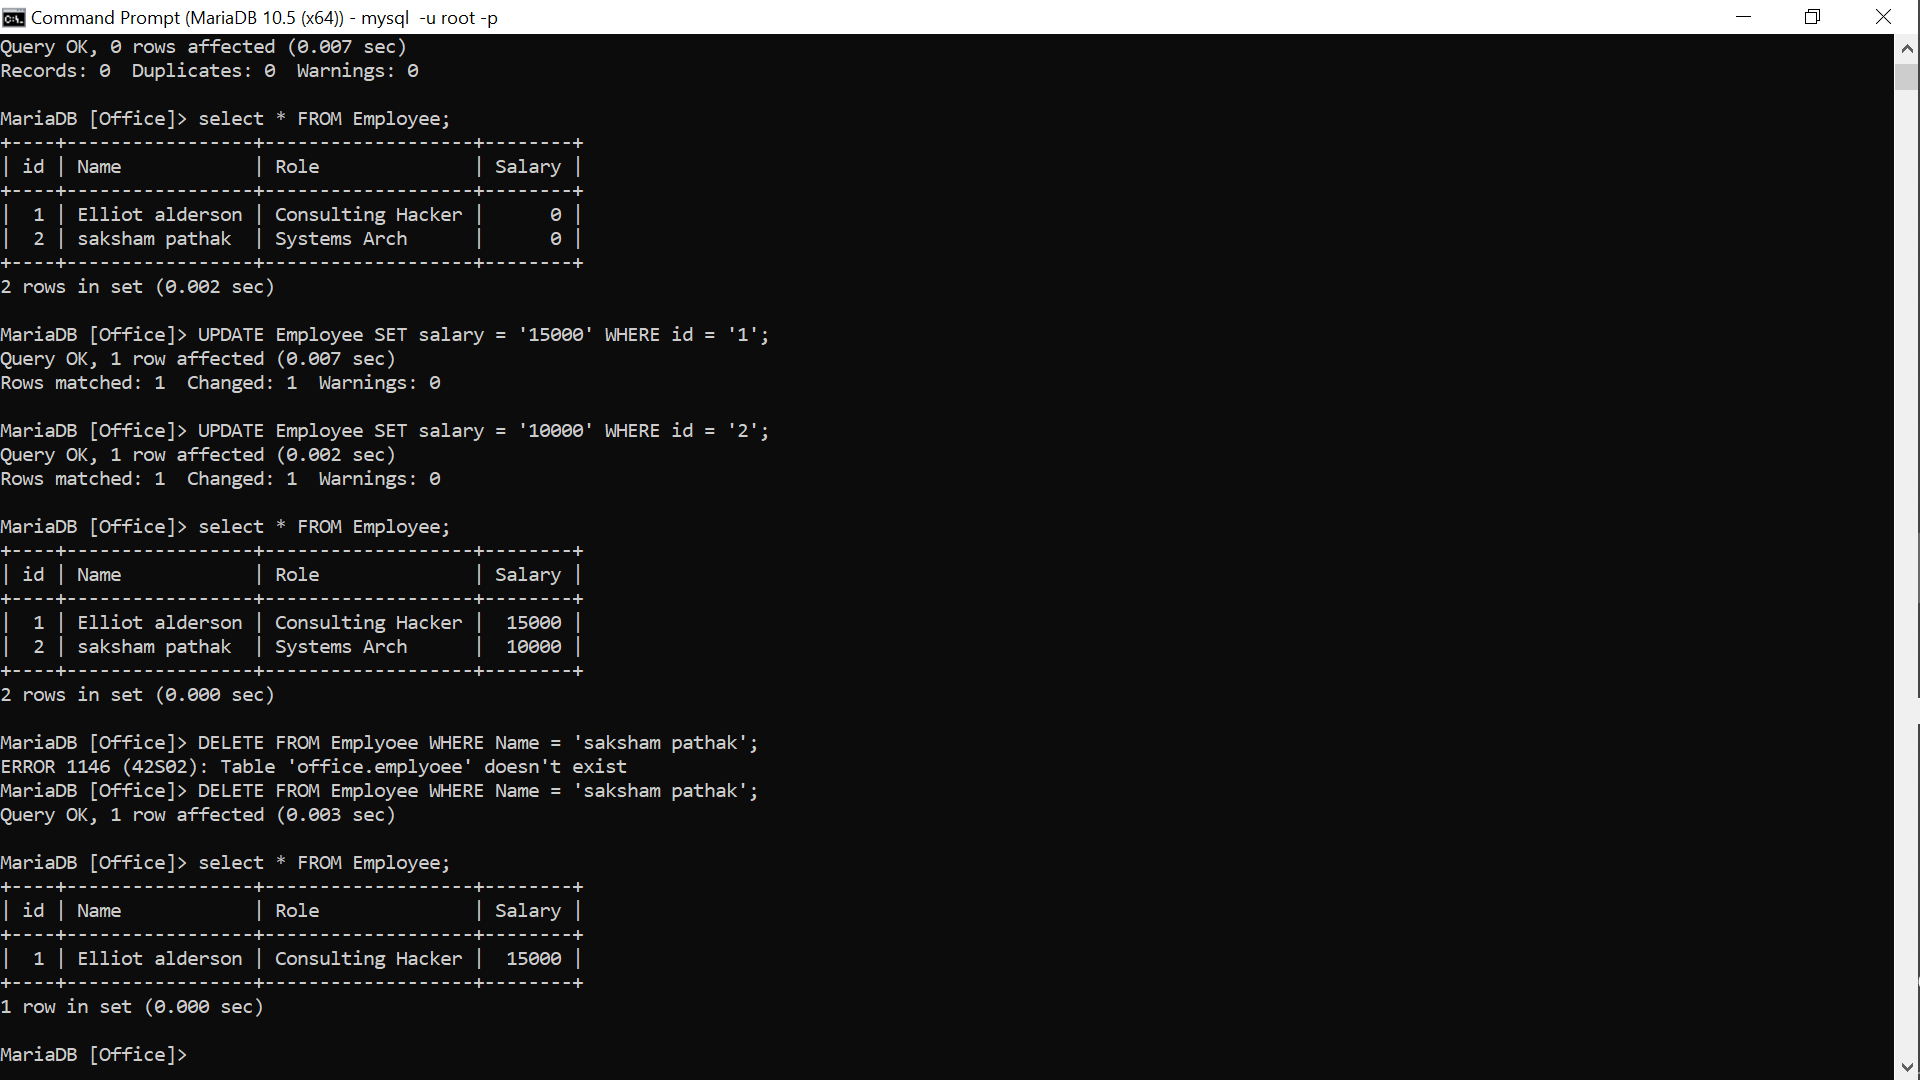 Command Prompt (MariaDB 10.5 (x64)) - mysql  -u root -p
Query OK, 0 rows affected (0.007 sec)
Records: 0  Duplicates: 0  Warnings: 0
MariaDB [Office]> select * FROM Employee;
+----+-----------------+-------------------+--------+
| id | Name            | Role              | Salary |
+----+-----------------+-------------------+--------+
|  1 | Elliot alderson | Consulting Hacker |      0 |
|  2 | saksham pathak  | Systems Arch      |      0 |
+----+-----------------+-------------------+--------+
2 rows in set (0.002 sec)
MariaDB [Office]> UPDATE Employee SET salary = '15000' WHERE id = '1';
Query OK, 1 row affected (0.007 sec)
Rows matched: 1  Changed: 1  Warnings: 0
MariaDB [Office]> UPDATE Employee SET salary = '10000' WHERE id = '2';
Query OK, 1 row affected (0.002 sec)
Rows matched: 1  Changed: 1  Warnings: 0
MariaDB [Office]> select * FROM Employee;
+----+-----------------+-------------------+--------+
| id | Name            | Role              | Salary |
+----+-----------------+-------------------+--------+
|  1 | Elliot alderson | Consulting Hacker |  15000 |
|  2 | saksham pathak  | Systems Arch      |  10000 |
+----+-----------------+-------------------+--------+
2 rows in set (0.000 sec)
MariaDB [Office]> DELETE FROM Emplyoee WHERE Name = 'saksham pathak';
ERROR 1146 (42S02): Table 'office.emplyoee' doesn't exist
MariaDB [Office]> DELETE FROM Employee WHERE Name = 'saksham pathak';
Query OK, 1 row affected (0.003 sec)
MariaDB [Office]> select * FROM Employee;
+----+-----------------+-------------------+--------+
| id | Name            | Role              | Salary |
+----+-----------------+-------------------+--------+
|  1 | Elliot alderson | Consulting Hacker |  15000 |
+----+-----------------+-------------------+--------+
1 row in set (0.000 sec)
MariaDB [Office]>